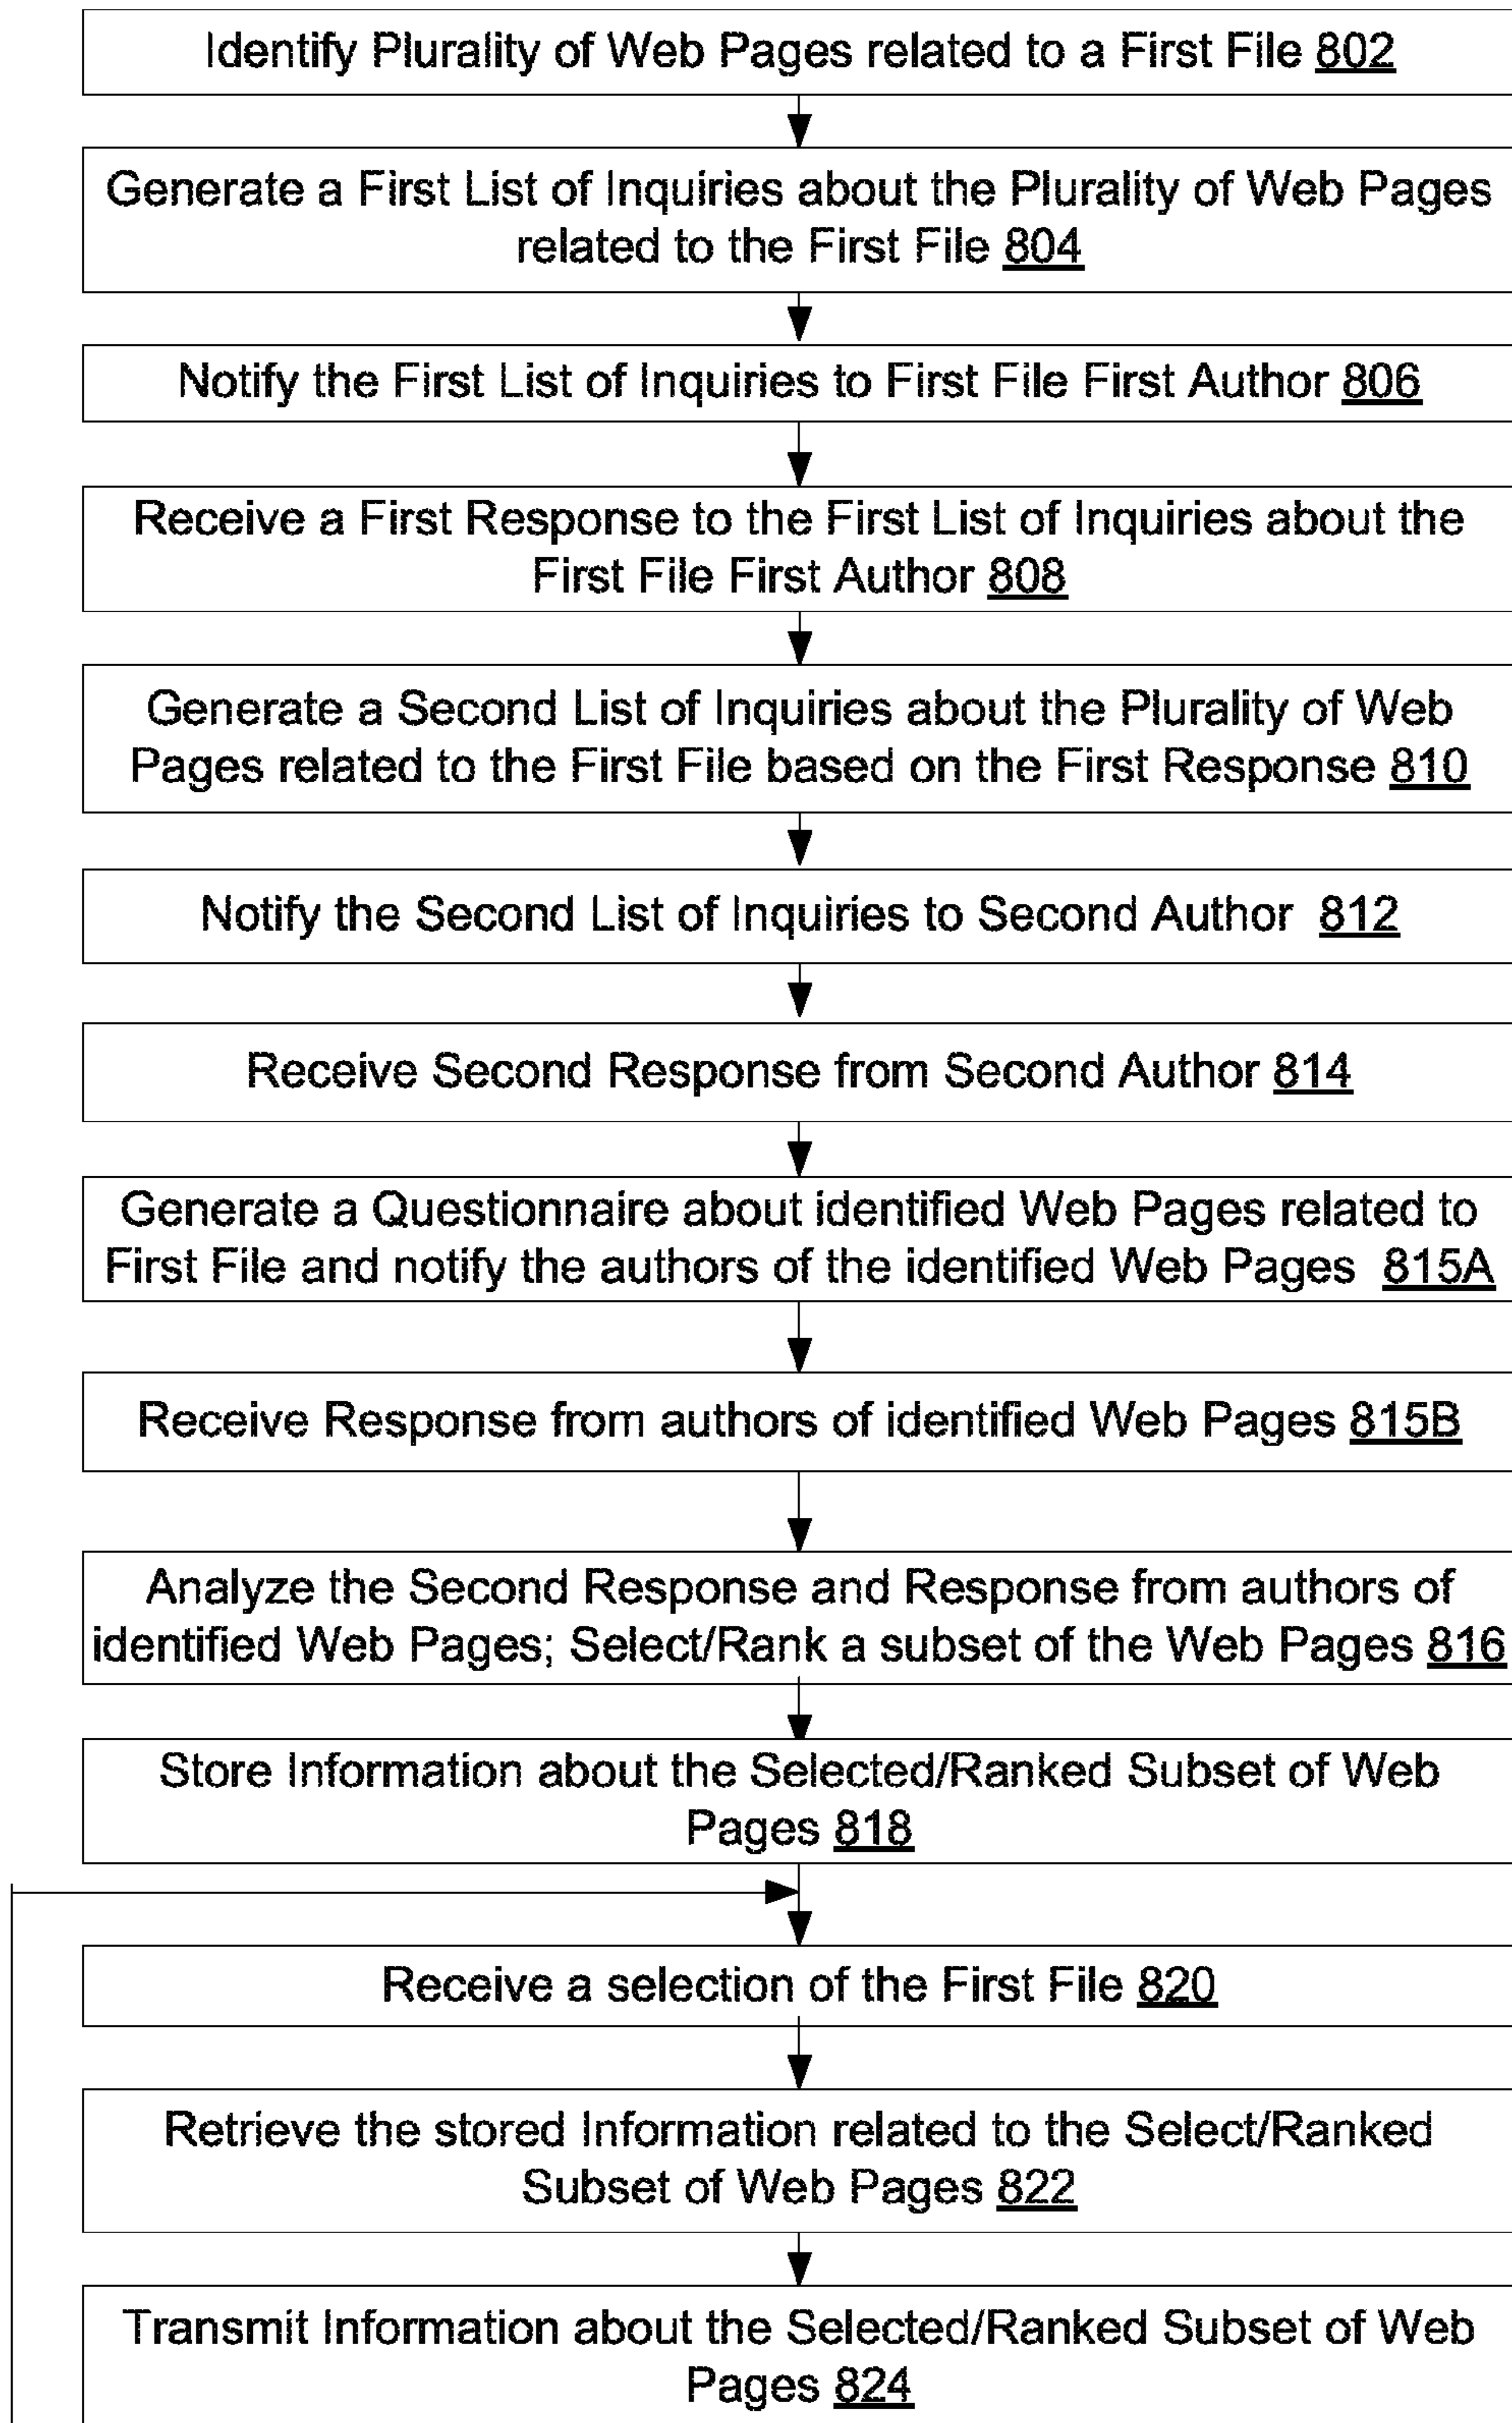 Identify Plurality of Web Pages related to a First File 802
Generate a First List of Inquiries about the Plurality of Web Pages
related to the First File 804
Notify the First List of Inquiries to First File First Author 806
Receive a First Response to the First List of Inquiries about the
First File First Author 808
Generate a Second List of Inquiries about the Plurality of Web
Pages related to the First File based on the First Response 810
Notify the Second List of Inquiries to Second Author 812
Receive Second Response from Second Author 814
Generate a Questionnaire about identified Web Pages related to
First File and notify the authors of the identified Web Pages 815A
Receive Response from authors of identified Web Pages 815B
Analyze the Second Response and Response from authors of
identified Web Pages; Select/Rank a subset of the Web Pages 816
Store Information about the Selected/Ranked Subset of Web
Pages 818
Receive a selection of the First File 820
Retrieve the stored Information related to the Select/Ranked
Subset of Web Pages 822
Transmit Information about the Selected/Ranked Subset of Web
Pages 824